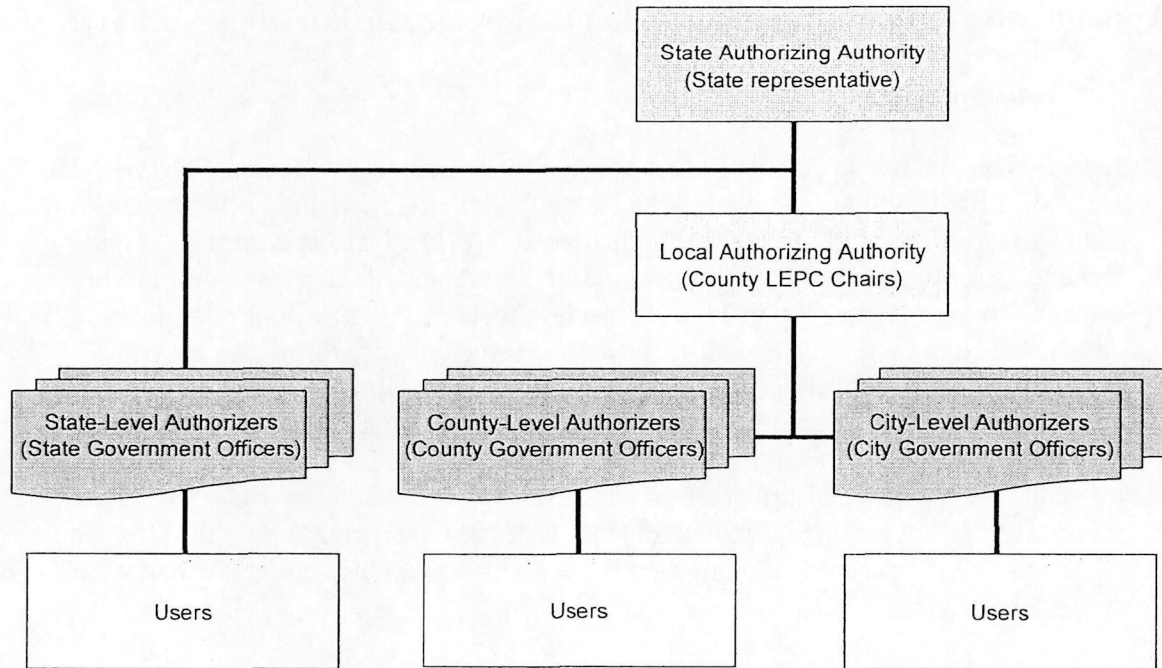 State Authorizing Authority
(State representative)
Local Authorizing Authority
(County LEPC Chairs)
State-Level Authorizers
(State Government Officers)
County-Level Authorizers
(County Government Officers)
City-Level Authorizers
(City Government Officers)
Users
Users
Users